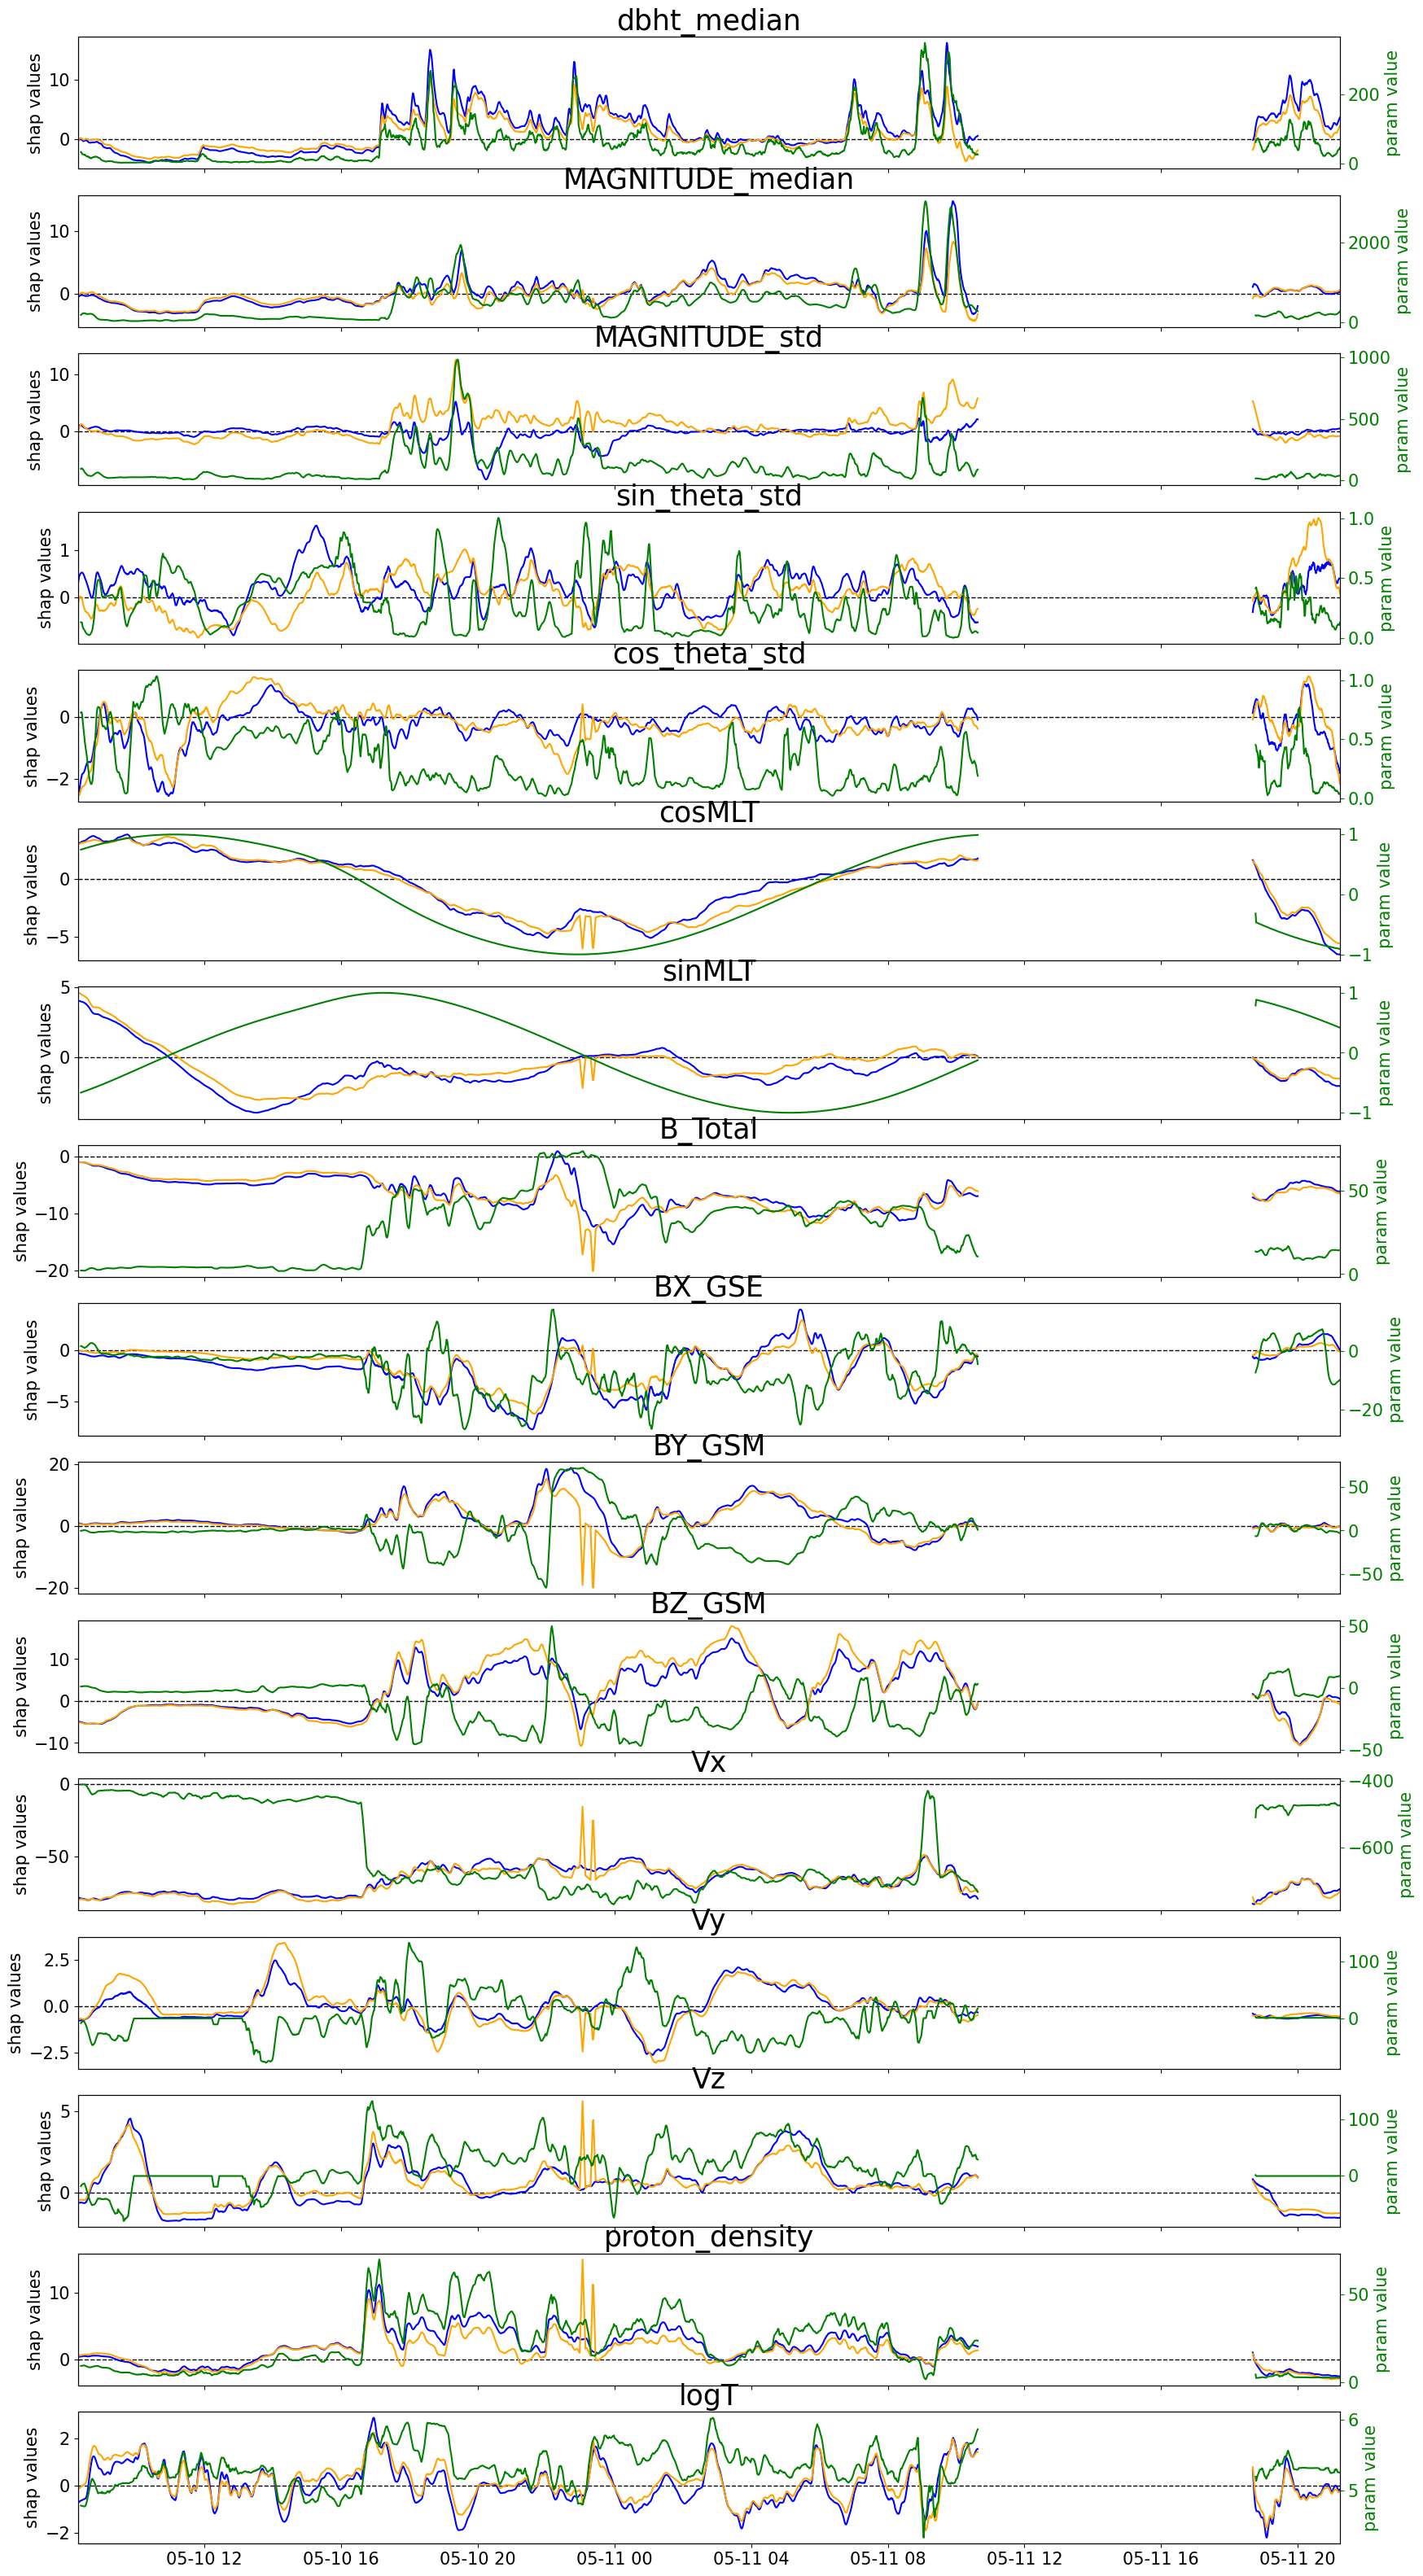 dbht_median
10
0
shap values
200
0
param value
MAGNITUDE_median
10
0
shap values
2000
0
param value
MAGNITUDE_std
10
0
shap values
1000
500
0
param value
sin_theta_std
1
0
shap values
1.0
0.5
0.0
param value
cos_theta_std
0
−2
shap values
1.0
0.5
0.0
param value
cosMLT
0
−5
shap values
1
0
−1
param value
sinMLT
5
0
shap values
1
0
−1
param value
B_Total
0
−10
−20
shap values
50
0
param value
BX_GSE
0
−5
shap values
0
−20
param value
BY_GSM
20
0
−20
shap values
50
0
−50
param value
BZ_GSM
10
0
−10
shap values
50
0
−50
param value
Vx
0
−50
shap values
−400
−600
param value
Vy
2.5
0.0
−2.5
shap values
100
0
param value
Vz
5
0
shap values
100
0
param value
proton_density
10
0
shap values
50
0
param value
logT
2
0
−2
shap values
6
5
param value
05-10 12 05-10 16 05-10 20 05-11 00 05-11 04 05-11 08 05-11 12 05-11 16 05-11 20